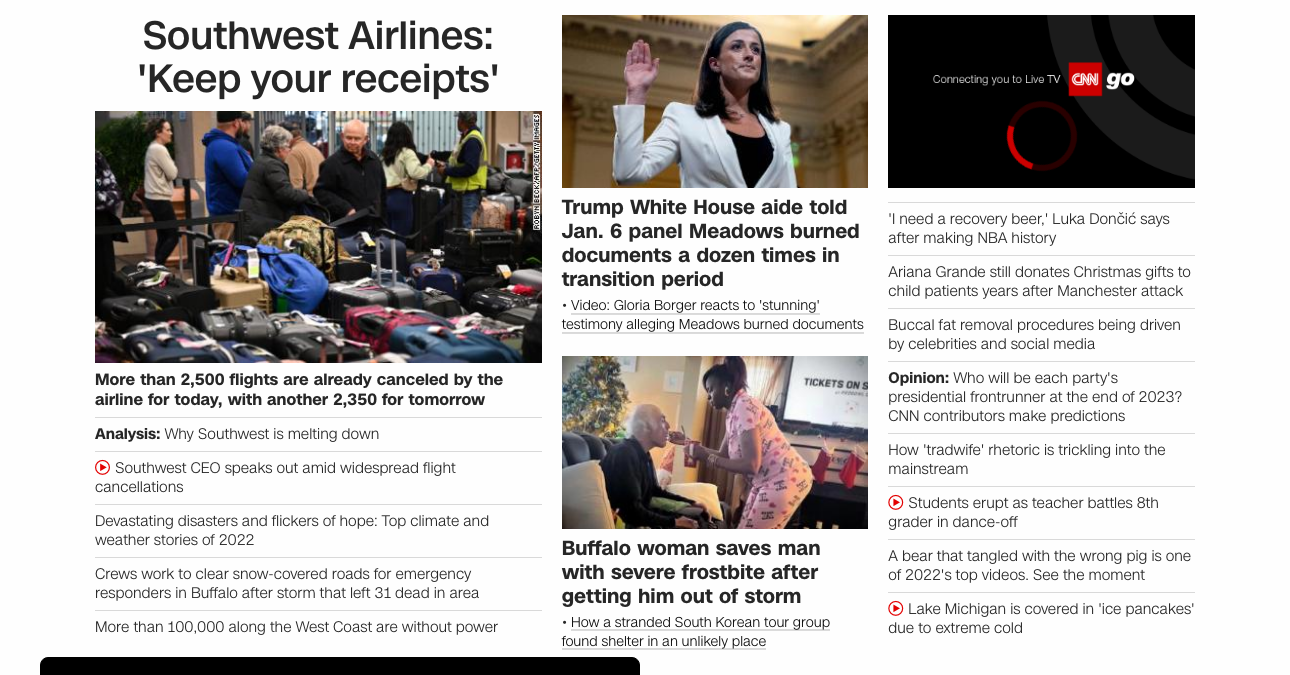 Southwest Airlines:
'Keep your receipts'
ROBYN BECK/AFP/GETTY IMAGES
More than 2,500 flights are already canceled by the
airline for today, with another 2,350 for tomorrow
Analysis: Why Southwest is melting down
Southwest CEO speaks out amid widespread flight
cancellations
Devastating disasters and flickers of hope: Top climate and
weather stories of 2022
Crews work to clear snow-covered roads for emergency
responders in Buffalo after storm that left 31 dead in area
More than 100,000 along the West Coast are without power
Trump White House aide told
Jan. 6 panel Meadows burned
documents a dozen times in
transition period
• Video: Gloria Borger reacts to 'stunning'
testimony alleging Meadows burned documents
TICKETS ON S
Buffalo woman saves man
with severe frostbite after
getting him out of storm
• How a stranded South Korean tour group
found shelter in an unlikely place
Connecting you to Live TV CNN go
'I need a recovery beer,' Luka Dončić says
after making NBA history
Ariana Grande still donates Christmas gifts to
child patients years after Manchester attack
Buccal fat removal procedures being driven
by celebrities and social media
Opinion: Who will be each party's
presidential frontrunner at the end of 2023?
CNN contributors make predictions
How 'tradwife' rhetoric is trickling into the
mainstream
Students erupt as teacher battles 8th
grader in dance-off
A bear that tangled with the wrong pig is one
of 2022's top videos. See the moment
Lake Michigan is covered in 'ice pancakes'
due to extreme cold